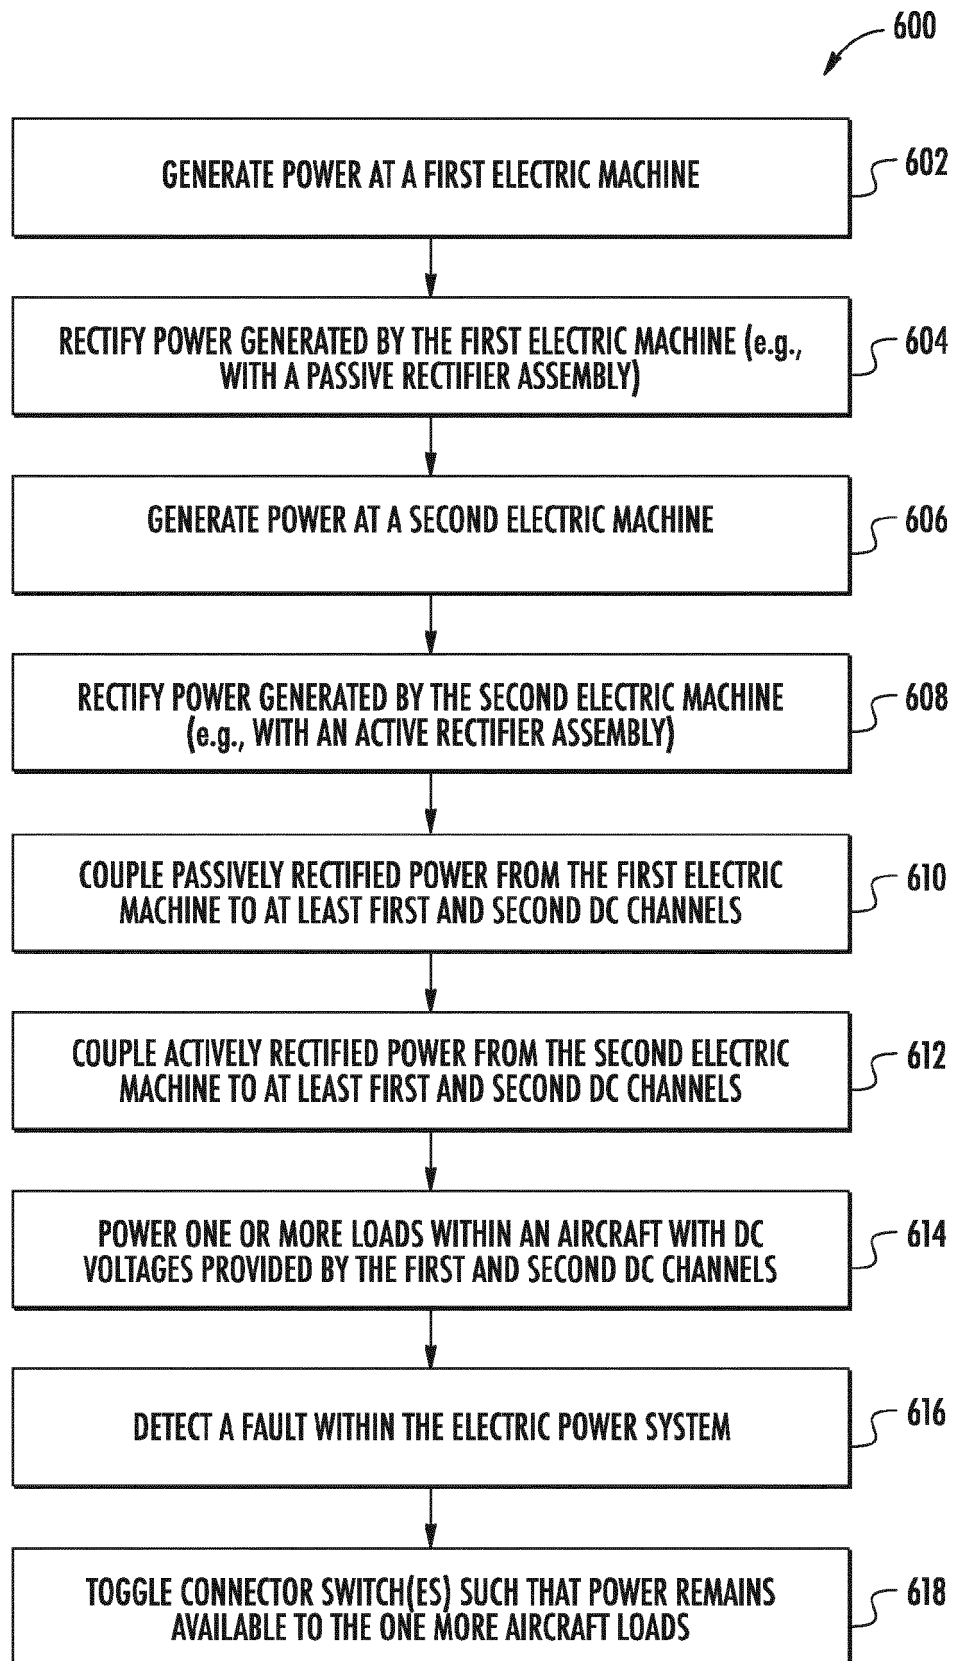 600
GENERATE POWER AT A FIRST ELECTRIC MACHINE
602
RECTIFY POWER GENERATED BY THE FIRST ELECTRIC MACHINE (e.g.,
WITH A PASSIVE RECTIFIER ASSEMBLY)
604
GENERATE POWER AT A SECOND ELECTRIC MACHINE
606
RECTIFY POWER GENERATED BY THE SECOND ELECTRIC MACHINE
(e.g., WITH AN ACTIVE RECTIFIER ASSEMBLY)
608
COUPLE PASSIVELY RECTIFIED POWER FROM THE FIRST ELECTRIC
MACHINE TO AT LEAST FIRST AND SECOND DC CHANNELS
610
COUPLE ACTIVELY RECTIFIED POWER FROM THE SECOND ELECTRIC
MACHINE TO AT LEAST FIRST AND SECOND DC CHANNELS
612
POWER ONE OR MORE LOADS WITHIN AN AIRCRAFT WITH DC
VOLTAGES PROVIDED BY THE FIRST AND SECOND DC CHANNELS
614
DETECT A FAULT WITHIN THE ELECTRIC POWER SYSTEM
616
TOGGLE CONNECTOR SWITCH(ES) SUCH THAT POWER REMAINS
AVAILABLE TO THE ONE MORE AIRCRAFT LOADS
618